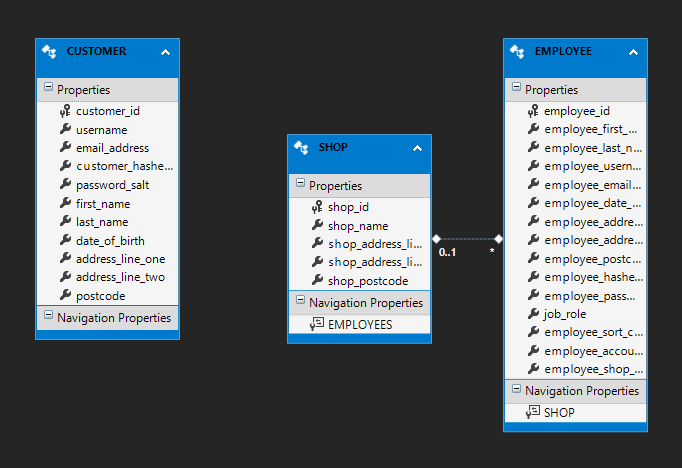 CUSTOMER
Properties
customer_id
username
email_address
customer_hashe...
password_salt
first_name
last_name
date_of_birth
address_line_one
address_line_two
postcode
Navigation Properties
SHOP
Properties
shop_id
shop_name
shop_address_li...
shop_address_li...
shop_postcode
Navigation Properties
EMPLOYEES
0..1
*
EMPLOYEE
Properties
employee_id
employee_first_...
employee_last_n...
employee_usern...
employee_email...
employee_date_...
employee_addre...
employee_addre...
employee_postc...
employee_hashe...
employee_pass...
job_role
employee_sort_c...
employee_accou...
employee_shop_...
Navigation Properties
SHOP